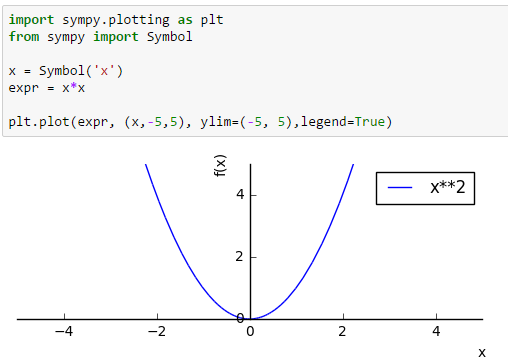 import sympy.plotting as plt
from sympy import Symbol
x = Symbol('x')
expr = x*x
plt.plot(expr, (x,-5,5), ylim=(-5, 5),legend=True)
f(x)
x**2
4
2
0
−4
−2
0
2
4
x